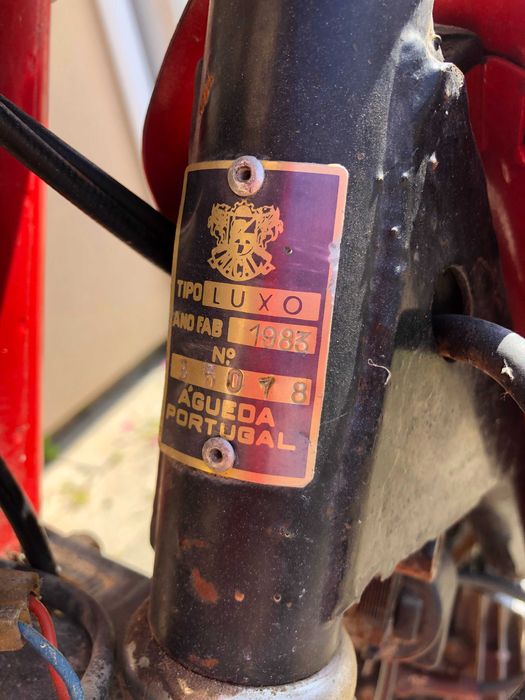 TIPO LUXO
ANO FAB 1983
Nº
ÁGUEDA
PORTUGAL